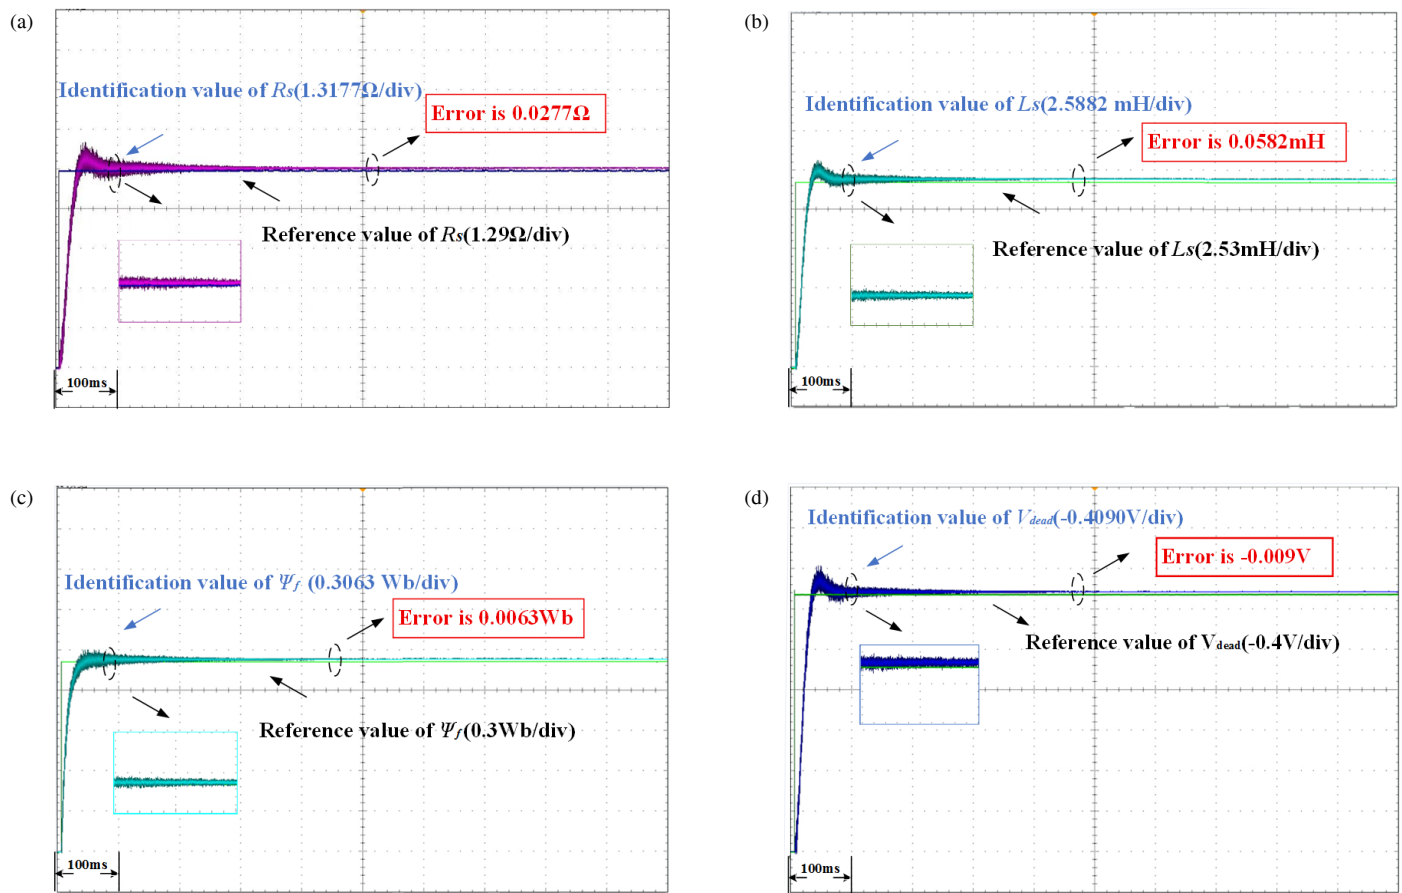 (a)
Identification value of Rs(1.3177Ω/div)
Error is 0.0277Ω
Reference value of Rs(1.29Ω/div)
100ms
(b)
Identification value of Ls(2.5882 mH/div)
Error is 0.0582mH
Reference value of Ls(2.53mH/div)
100ms
(c)
Identification value of Ψf (0.3063 Wb/div)
Error is 0.0063Wb
Reference value of Ψf(0.3Wb/div)
100ms
(d)
Identification value of Vdead(-0.4090V/div)
Error is -0.009V
Reference value of Vdead(-0.4V/div)
100ms